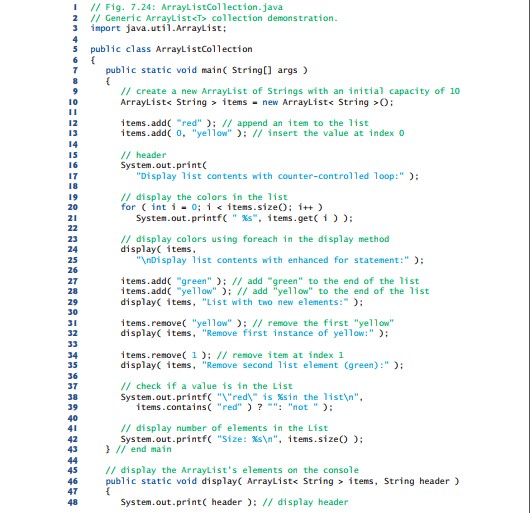 1 // Fig. 7.24: ArrayListCollection.java
2 // Generic ArrayList<T> collection demonstration.
3 import java.util.ArrayList;
4
5 public class ArrayListCollection
6 {
7 public static void main( String[] args )
8 {
9 // create a new ArrayList of Strings with an initial capacity of 10
10 ArrayList< String > items = new ArrayList< String >();
11
12 items.add( "red" ); // append an item to the list
13 items.add( 0, "yellow" ); // insert the value at index 0
14
15 // header
16 System.out.print(
17 "Display list contents with counter-controlled loop:" );
18
19 // display the colors in the list
20 for ( int i = 0; i < items.size(); i++ )
21 System.out.printf( " %s", items.get( i ) );
22
23 // display colors using foreach in the display method
24 display( items,
25 "\nDisplay list contents with enhanced for statement:" );
26
27 items.add( "green" ); // add "green" to the end of the list
28 items.add( "yellow" ); // add "yellow" to the end of the list
29 display( items, "List with two new elements:" );
30
31 items.remove( "yellow" ); // remove the first "yellow"
32 display( items, "Remove first instance of yellow:" );
33
34 items.remove( 1 ); // remove item at index 1
35 display( items, "Remove second list element (green):" );
36
37 // check if a value is in the List
38 System.out.printf( "\"red\" is %sin the list\n",
39 items.contains( "red" ) ? "": "not " );
40
41 // display number of elements in the List
42 System.out.printf( "Size: %s\n", items.size() );
43 } // end main
44
45 // display the ArrayList's elements on the console
46 public static void display( ArrayList< String > items, String header )
47 {
48 System.out.print( header ); // display header